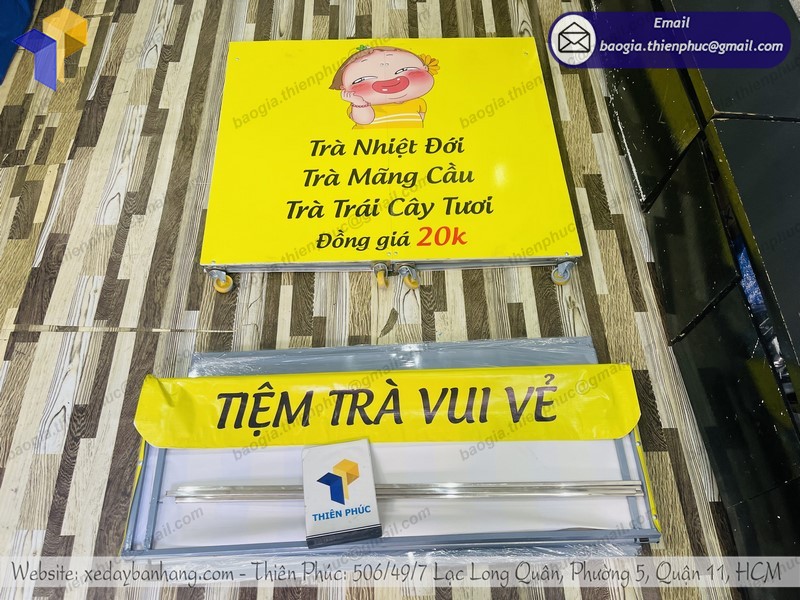 Email
baogia.thienphuc@gmail.com
Trà Nhiệt Đới
Trà Mãng Cầu
Trà Trái Cây Tươi
Đồng giá 20k
TIỆM TRÀ VUI VẺ
THIÊN PHÚC
Website: xedaybanhang.com - Thiên Phúc: 506/49/7 Lạc Long Quân, Phường 5, Quận 11, HCM